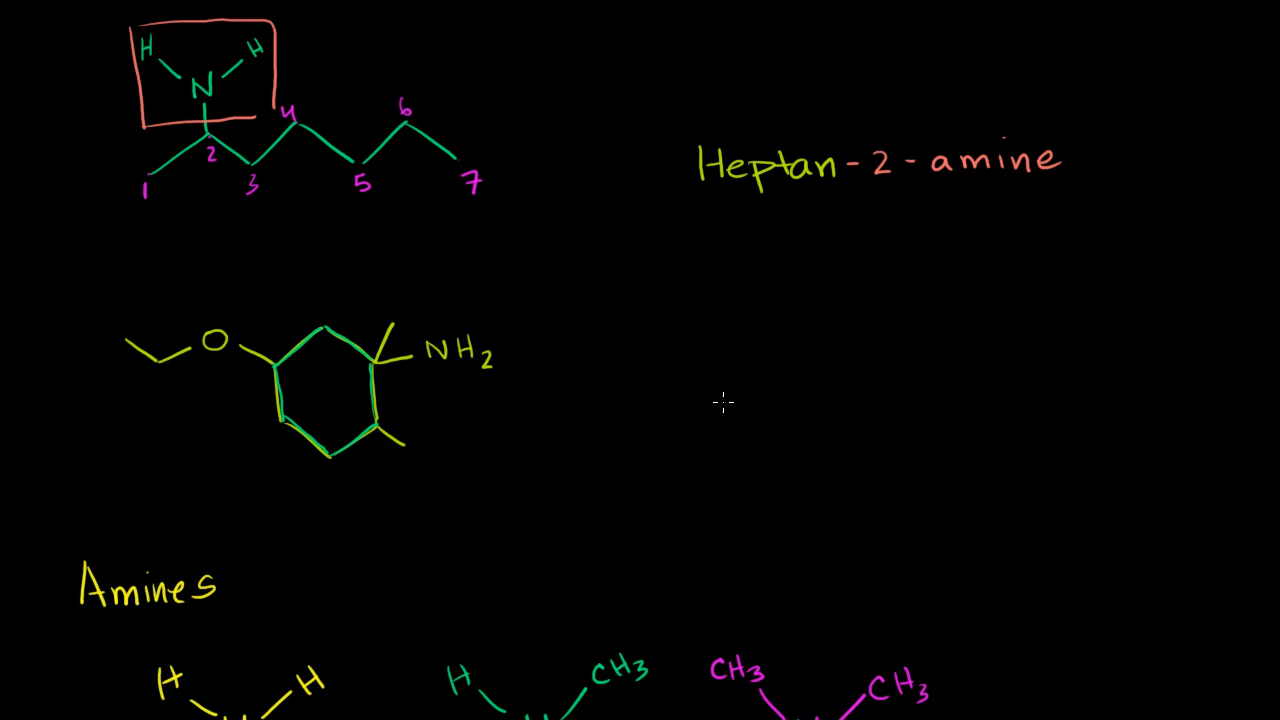 H H
N
4 6
2
1 3 5 7
Heptan-2-amine
O NH2
Amines
H H H CH3 CH3 CH3